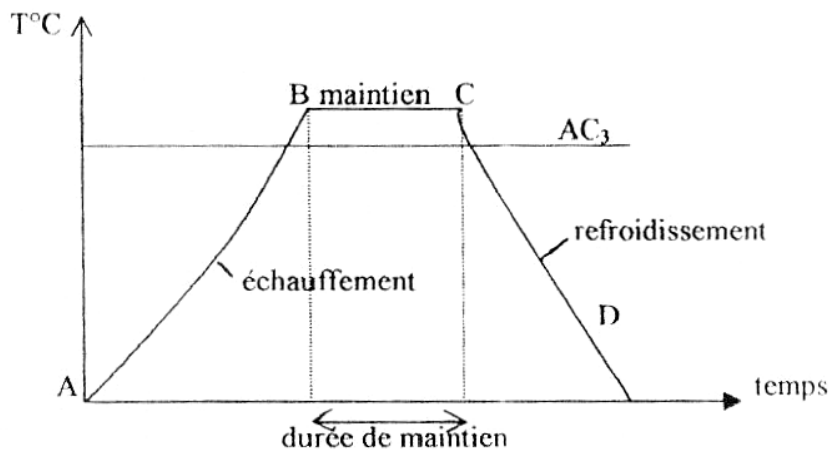 T°C
B maintien C
AC₃
refroidissement
échauffement
D
A
temps
durée de maintien